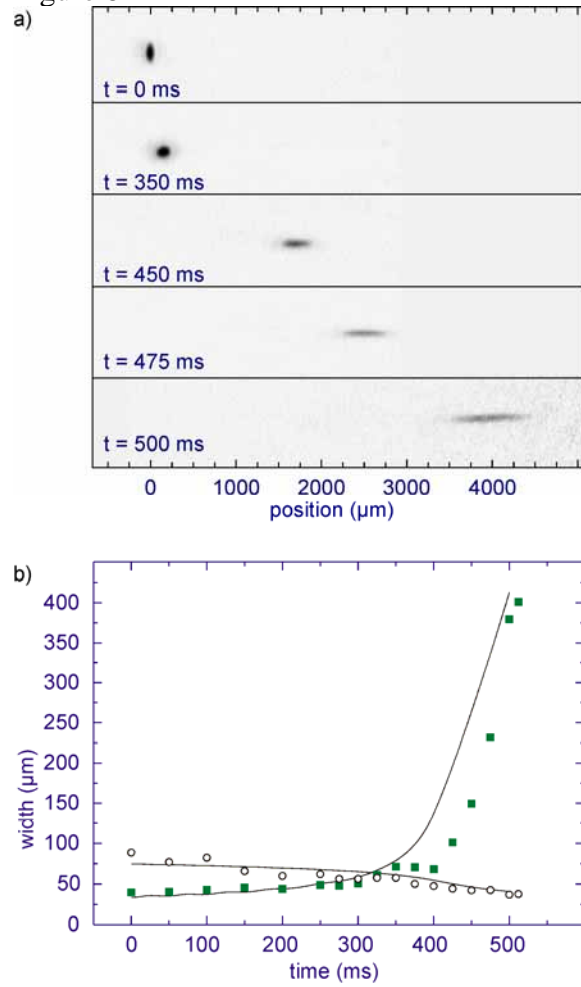 a)
t = 0 ms
t = 350 ms
t = 450 ms
t = 475 ms
t = 500 ms
0 1000 2000 3000 4000
position (µm)
b)
400
350
300
250
200
150
100
50
0
width (µm)
0 100 200 300 400 500
time (ms)